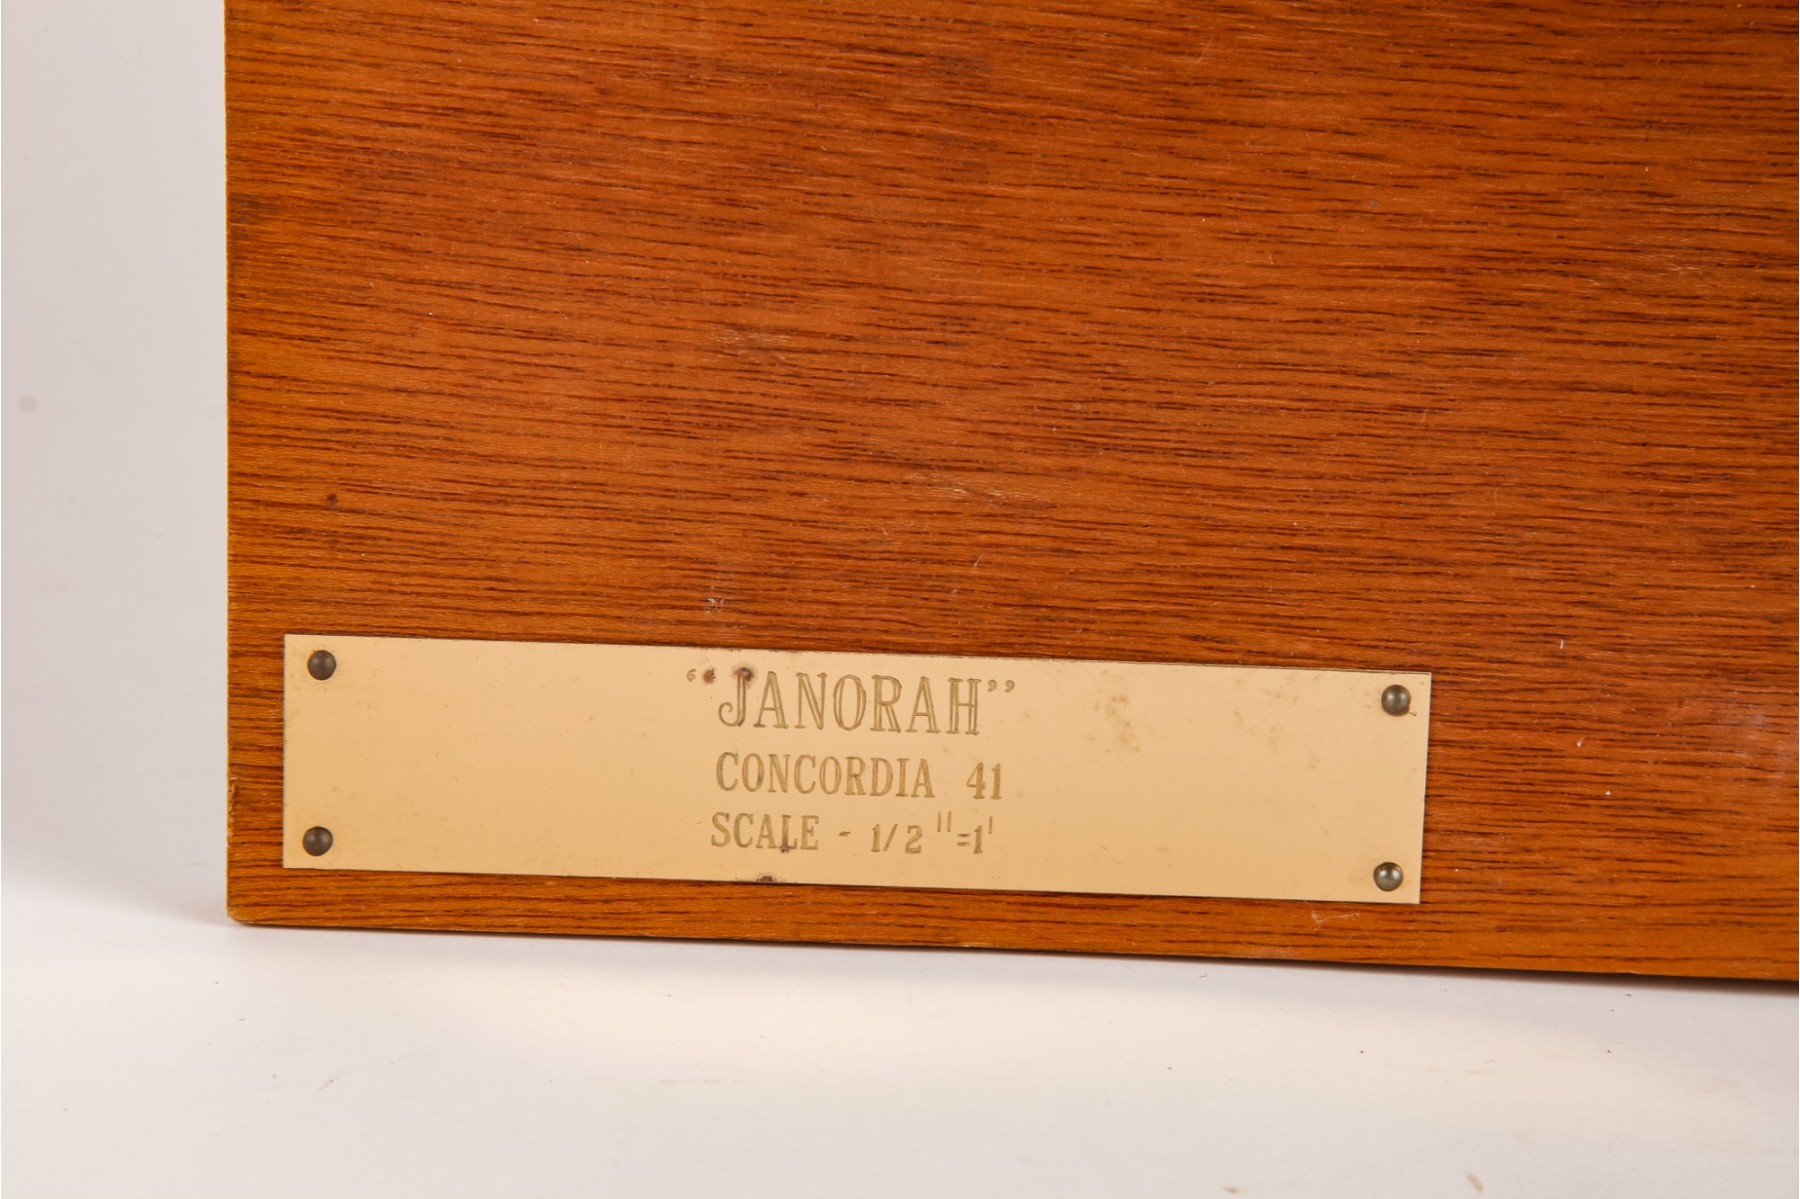 “JANORAH”
CONCORDIA 41
SCALE - 1/2"=1'